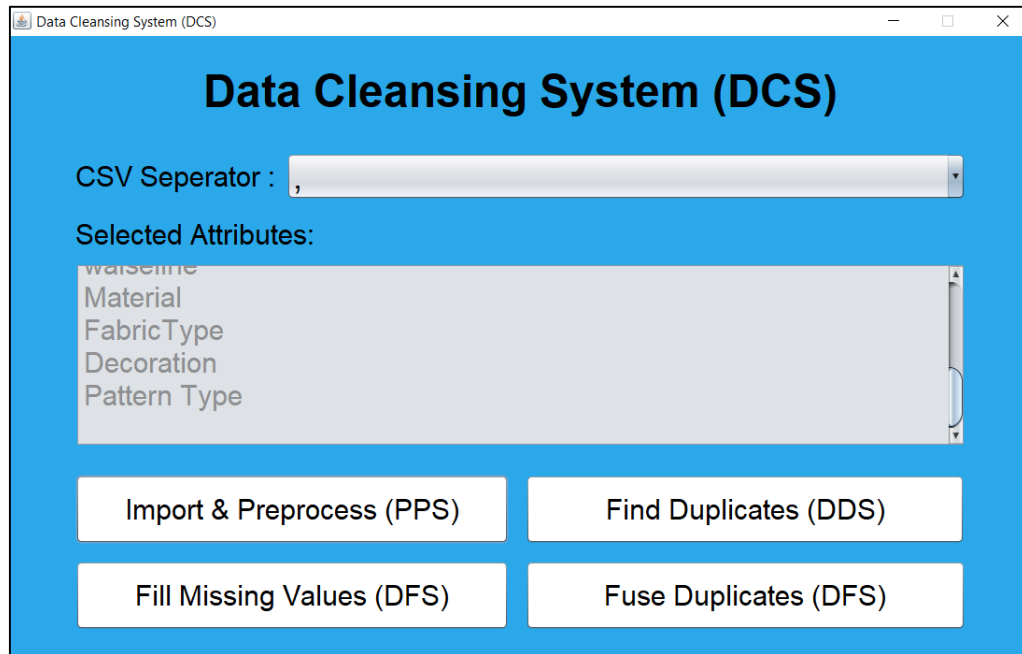 Data Cleansing System (DCS)
Data Cleansing System (DCS)
CSV Seperator : ,
Selected Attributes:
waiseline
Material
FabricType
Decoration
Pattern Type
Import & Preprocess (PPS)
Find Duplicates (DDS)
Fill Missing Values (DFS)
Fuse Duplicates (DFS)